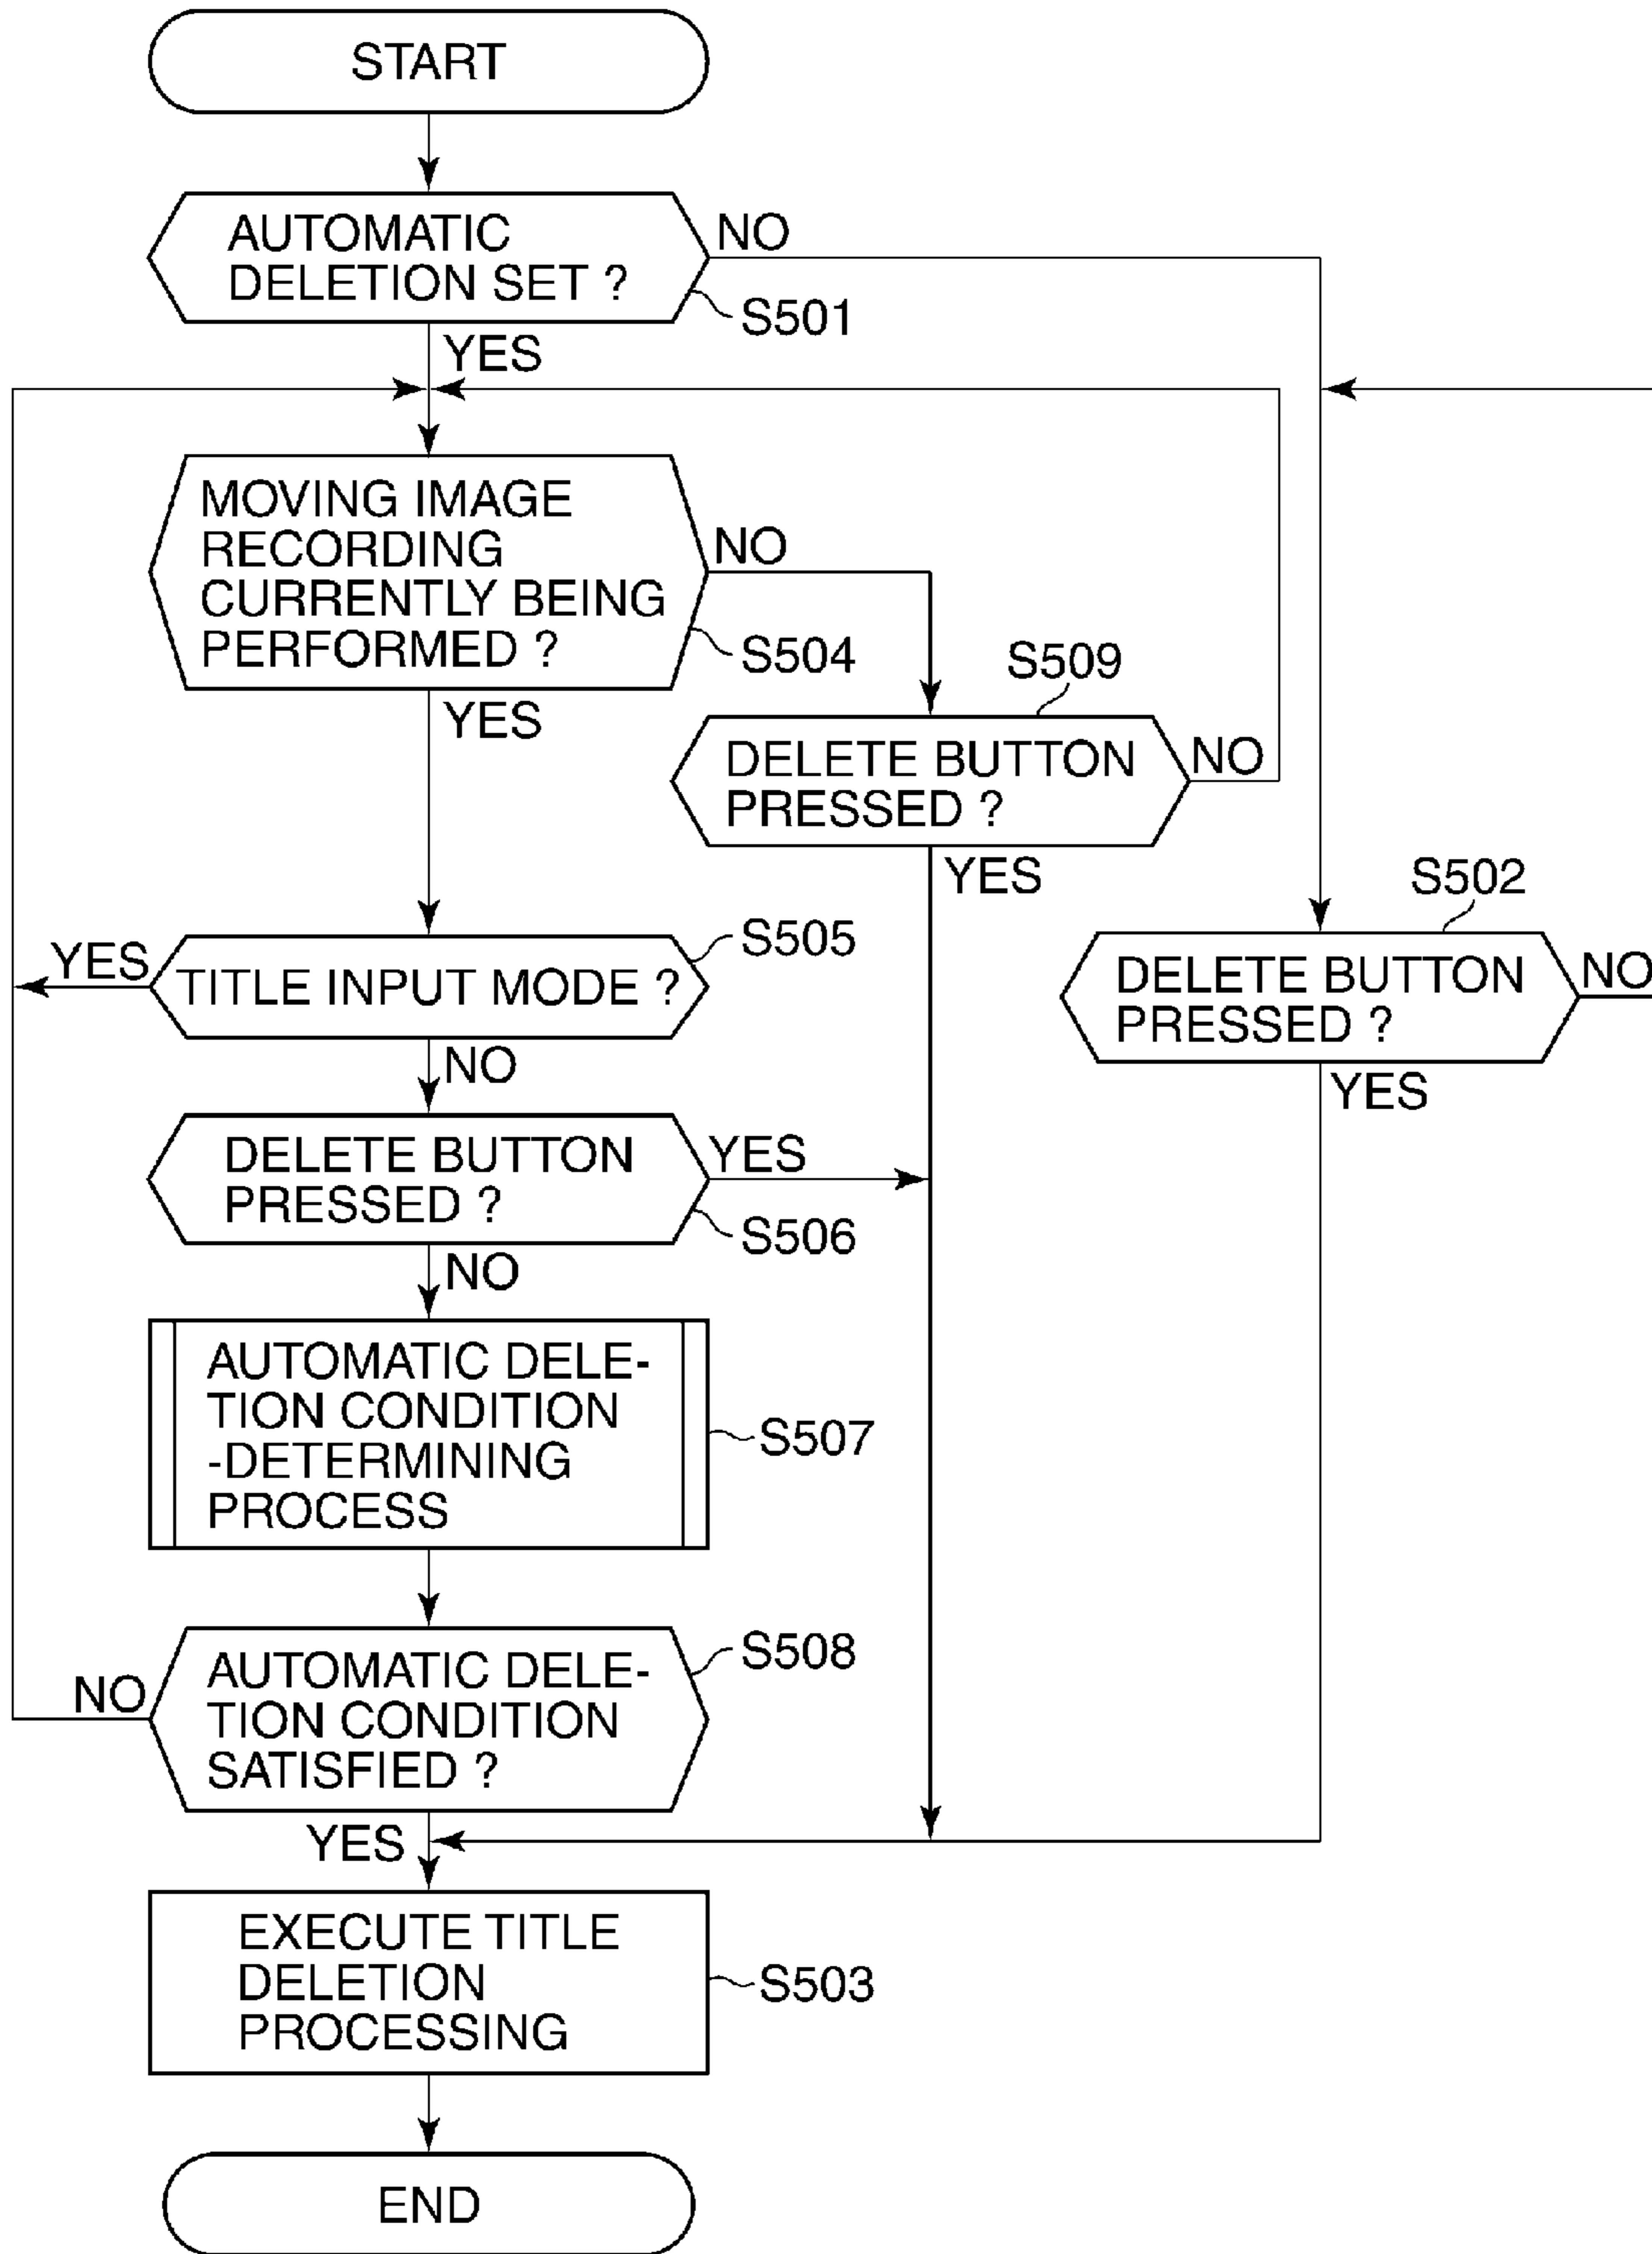 START
AUTOMATIC
DELETION SET ?
NO
S501
YES
MOVING IMAGE
RECORDING
CURRENTLY BEING
PERFORMED ?
NO
S504
YES
S509
DELETE BUTTON
PRESSED ?
NO
YES
S502
DELETE BUTTON
PRESSED ?
NO
YES
S505
TITLE INPUT MODE ?
YES
NO
DELETE BUTTON
PRESSED ?
YES
S506
NO
AUTOMATIC DELE-
TION CONDITION
-DETERMINING
PROCESS
S507
AUTOMATIC DELE-
TION CONDITION
SATISFIED ?
S508
NO
YES
EXECUTE TITLE
DELETION
PROCESSING
S503
END